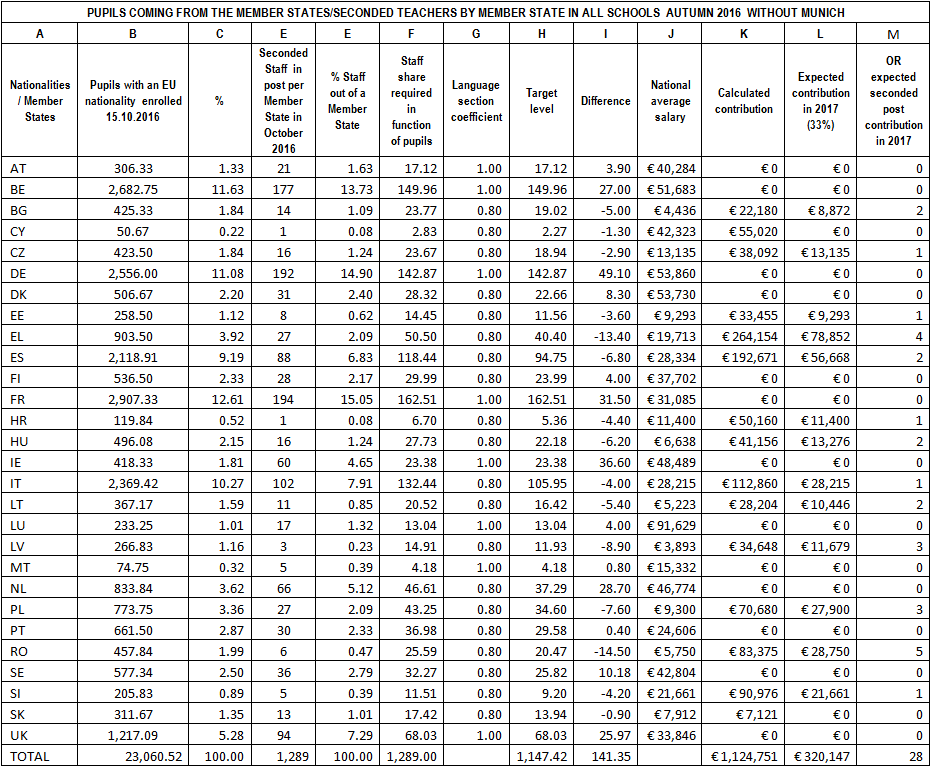 PUPILS COMING FROM THE MEMBER STATES/SECONDED TEACHERS BY MEMBER STATE IN ALL SCHOOLS AUTUMN 2016 WITHOUT MUNICH
A B C E E F G H I J K L M
Nationalities / Member States Pupils with an EU nationality enrolled 15.10.2016 % Seconded Staff in post per Member State in October 2016 % Staff out of a Member State Staff share required in function of pupils Language section coefficient Target level Difference National average salary Calculated contribution Expected contribution in 2017 (33%) OR expected seconded post contribution in 2017
AT 306.33 1.33 21 1.63 17.12 1.00 17.12 3.90 € 40,284 € 0 € 0 0
BE 2,682.75 11.63 177 13.73 149.96 1.00 149.96 27.00 € 51,683 € 0 € 0 0
BG 425.33 1.84 14 1.09 23.77 0.80 19.02 -5.00 € 4,436 € 22,180 € 8,872 2
CY 50.67 0.22 1 0.08 2.83 0.80 2.27 -1.30 € 42,323 € 55,020 € 0 0
CZ 423.50 1.84 16 1.24 23.67 0.80 18.94 -2.90 € 13,135 € 38,092 € 13,135 1
DE 2,556.00 11.08 192 14.90 142.87 1.00 142.87 49.10 € 53,860 € 0 € 0 0
DK 506.67 2.20 31 2.40 28.32 0.80 22.66 8.30 € 53,730 € 0 € 0 0
EE 258.50 1.12 8 0.62 14.45 0.80 11.56 -3.60 € 9,293 € 33,455 € 9,293 1
EL 903.50 3.92 27 2.09 50.50 0.80 40.40 -13.40 € 19,713 € 264,154 € 78,852 4
ES 2,118.91 9.19 88 6.83 118.44 0.80 94.75 -6.80 € 28,334 € 192,671 € 56,668 2
FI 536.50 2.33 28 2.17 29.99 0.80 23.99 4.00 € 37,702 € 0 € 0 0
FR 2,907.33 12.61 194 15.05 162.51 1.00 162.51 31.50 € 31,085 € 0 € 0 0
HR 119.84 0.52 1 0.08 6.70 0.80 5.36 -4.40 € 11,400 € 50,160 € 11,400 1
HU 496.08 2.15 16 1.24 27.73 0.80 22.18 -6.20 € 6,638 € 41,156 € 13,276 2
IE 418.33 1.81 60 4.65 23.38 1.00 23.38 36.60 € 48,489 € 0 € 0 0
IT 2,369.42 10.27 102 7.91 132.44 0.80 105.95 -4.00 € 28,215 € 112,860 € 28,215 1
LT 367.17 1.59 11 0.85 20.52 0.80 16.42 -5.40 € 5,223 € 28,204 € 10,446 2
LU 233.25 1.01 17 1.32 13.04 1.00 13.04 4.00 € 91,629 € 0 € 0 0
LV 266.83 1.16 3 0.23 14.91 0.80 11.93 -8.90 € 3,893 € 34,648 € 11,679 3
MT 74.75 0.32 5 0.39 4.18 1.00 4.18 0.80 € 15,332 € 0 € 0 0
NL 833.84 3.62 66 5.12 46.61 0.80 37.29 28.70 € 46,774 € 0 € 0 0
PL 773.75 3.36 27 2.09 43.25 0.80 34.60 -7.60 € 9,300 € 70,680 € 27,900 3
PT 661.50 2.87 30 2.33 36.98 0.80 29.58 0.40 € 24,606 € 0 € 0 0
RO 457.84 1.99 6 0.47 25.59 0.80 20.47 -14.50 € 5,750 € 83,375 € 28,750 5
SE 577.34 2.50 36 2.79 32.27 0.80 25.82 10.18 € 42,804 € 0 € 0 0
SI 205.83 0.89 5 0.39 11.51 0.80 9.20 -4.20 € 21,661 € 90,976 € 21,661 1
SK 311.67 1.35 13 1.01 17.42 0.80 13.94 -0.90 € 7,912 € 7,121 € 0 0
UK 1,217.09 5.28 94 7.29 68.03 1.00 68.03 25.97 € 33,846 € 0 € 0 0
TOTAL 23,060.52 100.00 1,289 100.00 1,289.00 1,147.42 141.35 € 1,124,751 € 320,147 28